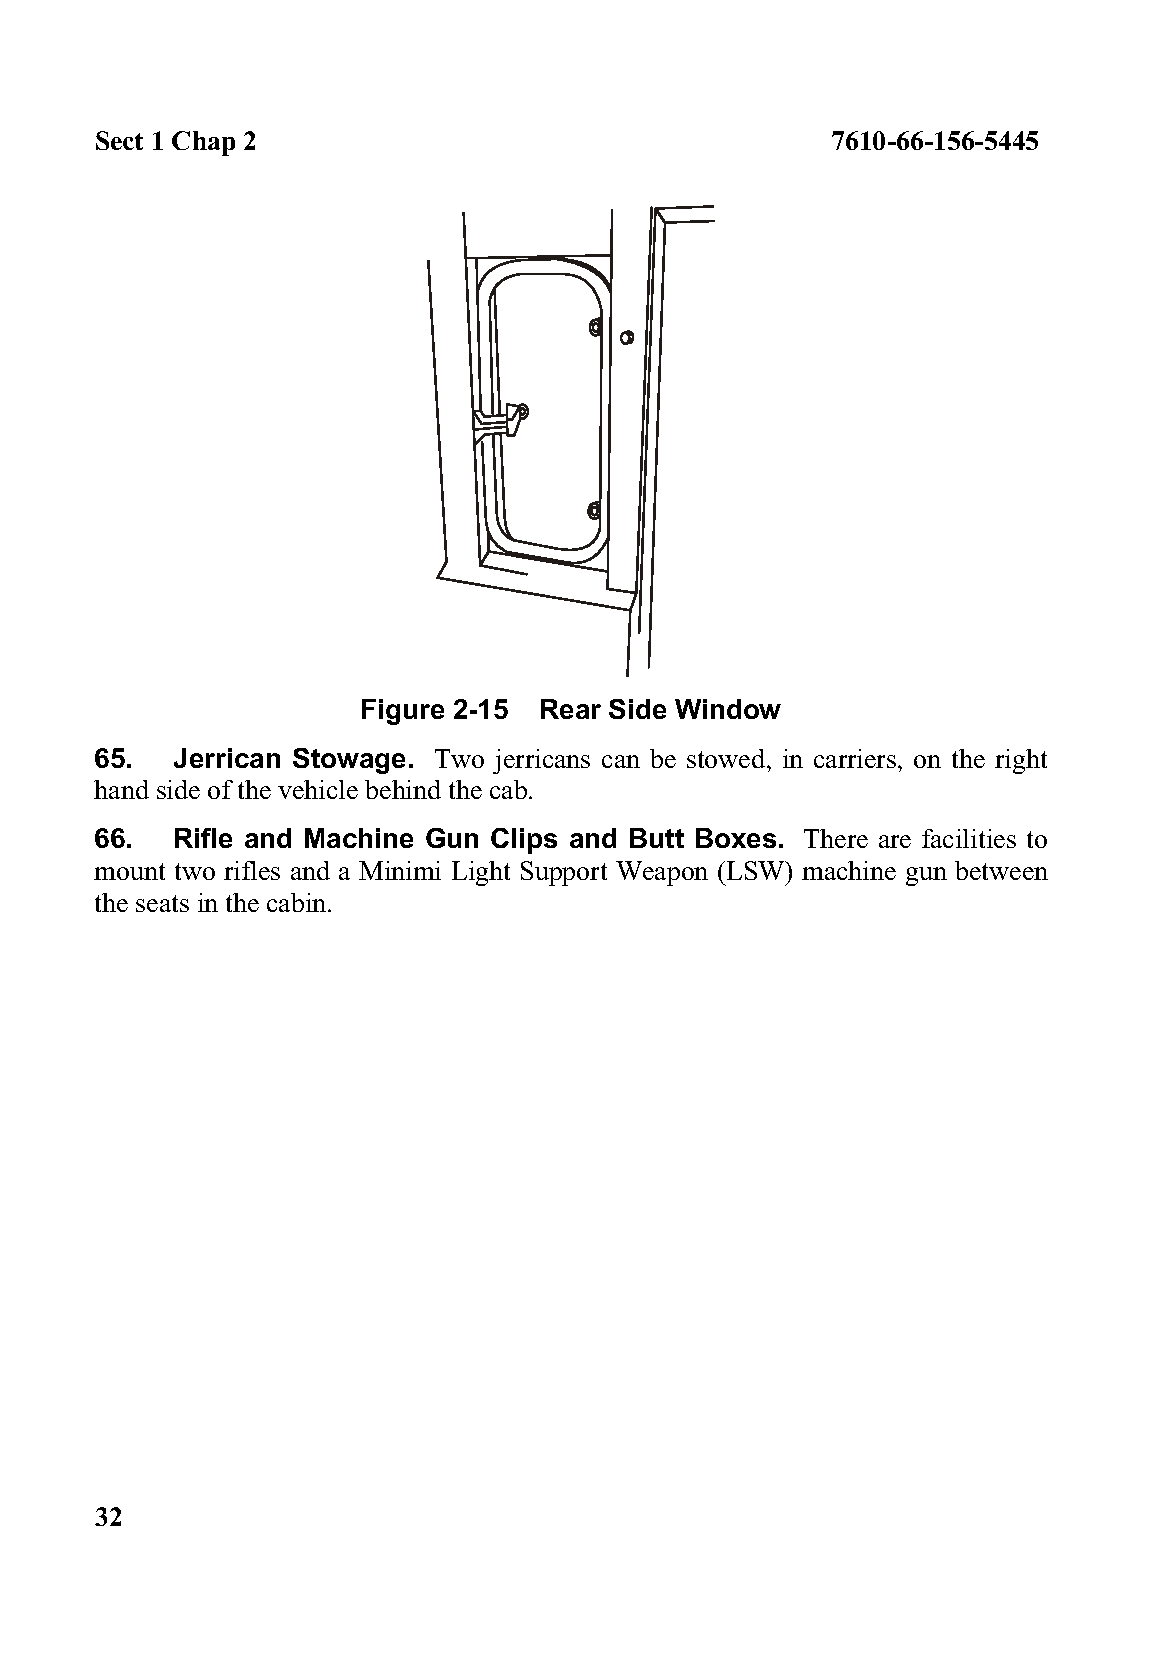 Sect 1 Chap 2 7610-66-156-5445
Figure 2-15 Rear Side Window
65. Jerrican Stowage. Two jerricans can be stowed, in carriers, on the right
hand side of the vehicle behind the cab.
66. Rifle and Machine Gun Clips and Butt Boxes. There are facilities to
mount two rifles and a Minimi Light Support Weapon (LSW) machine gun between
the seats in the cabin.
32